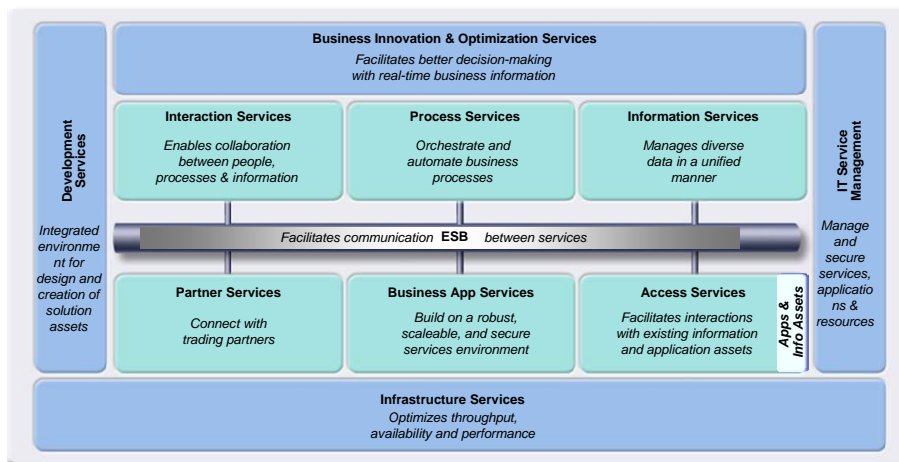 Business Innovation & Optimization Services
Facilitates better decision-making
with real-time business information
Development
Services
Integrated
environme
nt for
design and
creation of
solution
assets
Interaction Services
Enables collaboration
between people,
processes & information
Process Services
Orchestrate and
automate business
processes
Information Services
Manages diverse
data in a unified
manner
IT Service
Management
Manage
and
secure
services,
applicatio
ns &
resources
Facilitates communication ESB between services
Partner Services
Connect with
trading partners
Business App Services
Build on a robust,
scaleable, and secure
services environment
Access Services
Facilitates interactions
with existing information
and application assets
Apps &
Info Assets
Infrastructure Services
Optimizes throughput,
availability and performance